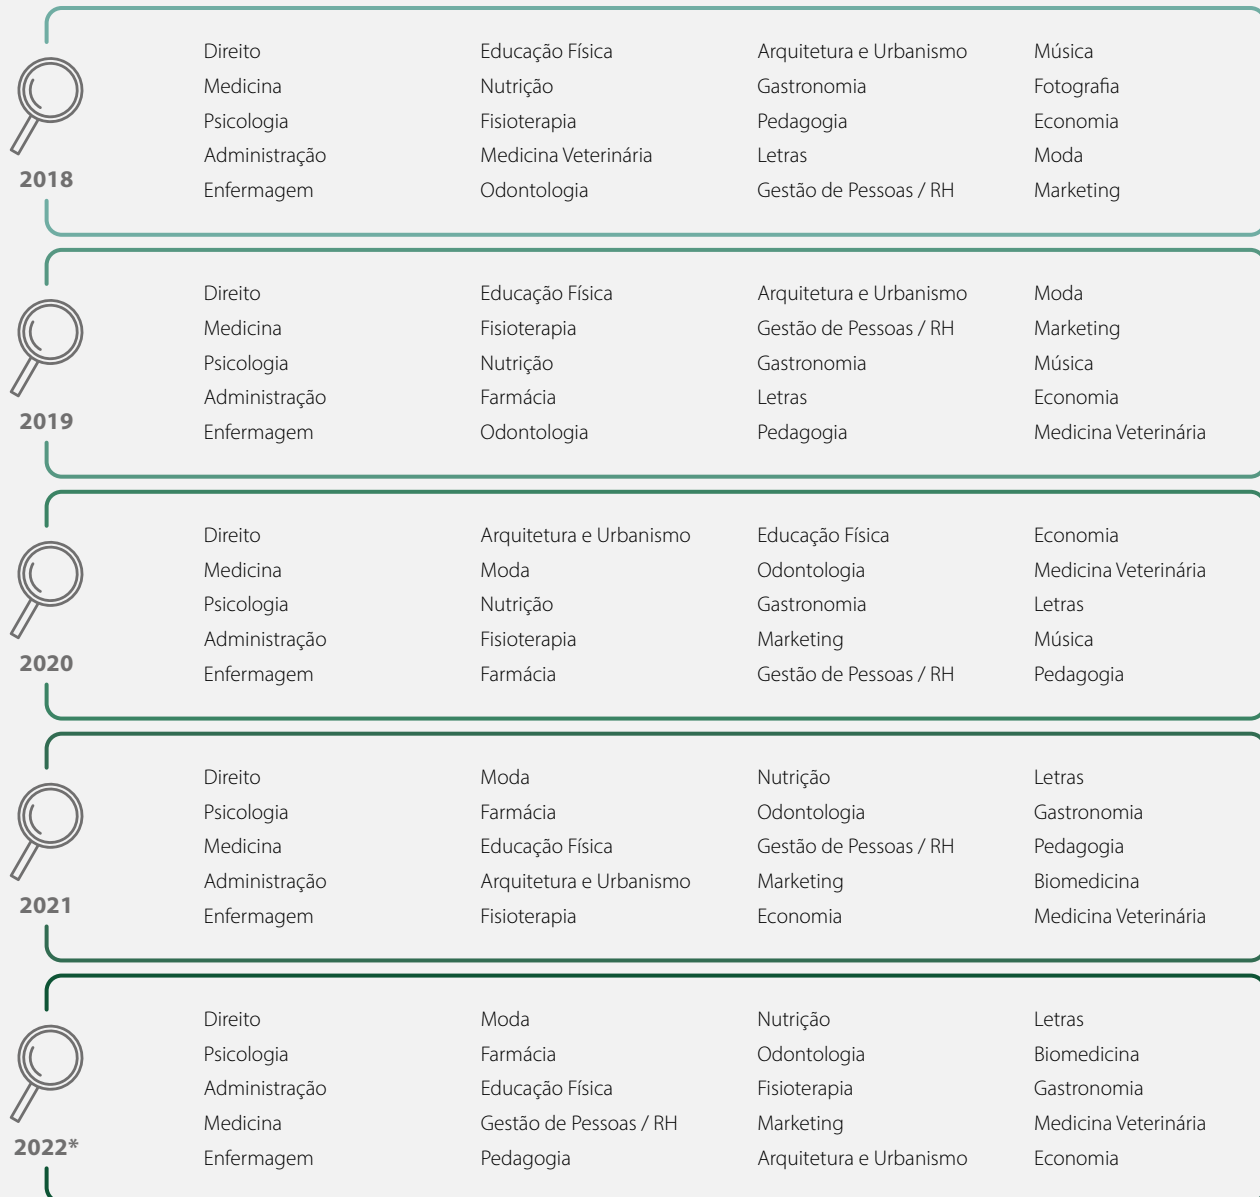 Direito Educação Física Arquitetura e Urbanismo Música
Medicina Nutrição Gastronomia Fotografia
Psicologia Fisioterapia Pedagogia Economia
Administração Medicina Veterinária Letras Moda
2018
Enfermagem Odontologia Gestão de Pessoas / RH Marketing
Direito Educação Física Arquitetura e Urbanismo Moda
Medicina Fisioterapia Gestão de Pessoas / RH Marketing
Psicologia Nutrição Gastronomia Música
Administração Farmácia Letras Economia
2019
Enfermagem Odontologia Pedagogia Medicina Veterinária
Direito Arquitetura e Urbanismo Educação Física Economia
Medicina Moda Odontologia Medicina Veterinária
Psicologia Nutrição Gastronomia Letras
Administração Fisioterapia Marketing Música
2020
Enfermagem Farmácia Gestão de Pessoas / RH Pedagogia
Direito Moda Nutrição Letras
Psicologia Farmácia Odontologia Gastronomia
Medicina Educação Física Gestão de Pessoas / RH Pedagogia
Administração Arquitetura e Urbanismo Marketing Biomedicina
2021
Enfermagem Fisioterapia Economia Medicina Veterinária
Direito Moda Nutrição Letras
Psicologia Farmácia Odontologia Biomedicina
Administração Educação Física Fisioterapia Gastronomia
Medicina Gestão de Pessoas / RH Marketing Medicina Veterinária
2022*
Enfermagem Pedagogia Arquitetura e Urbanismo Economia